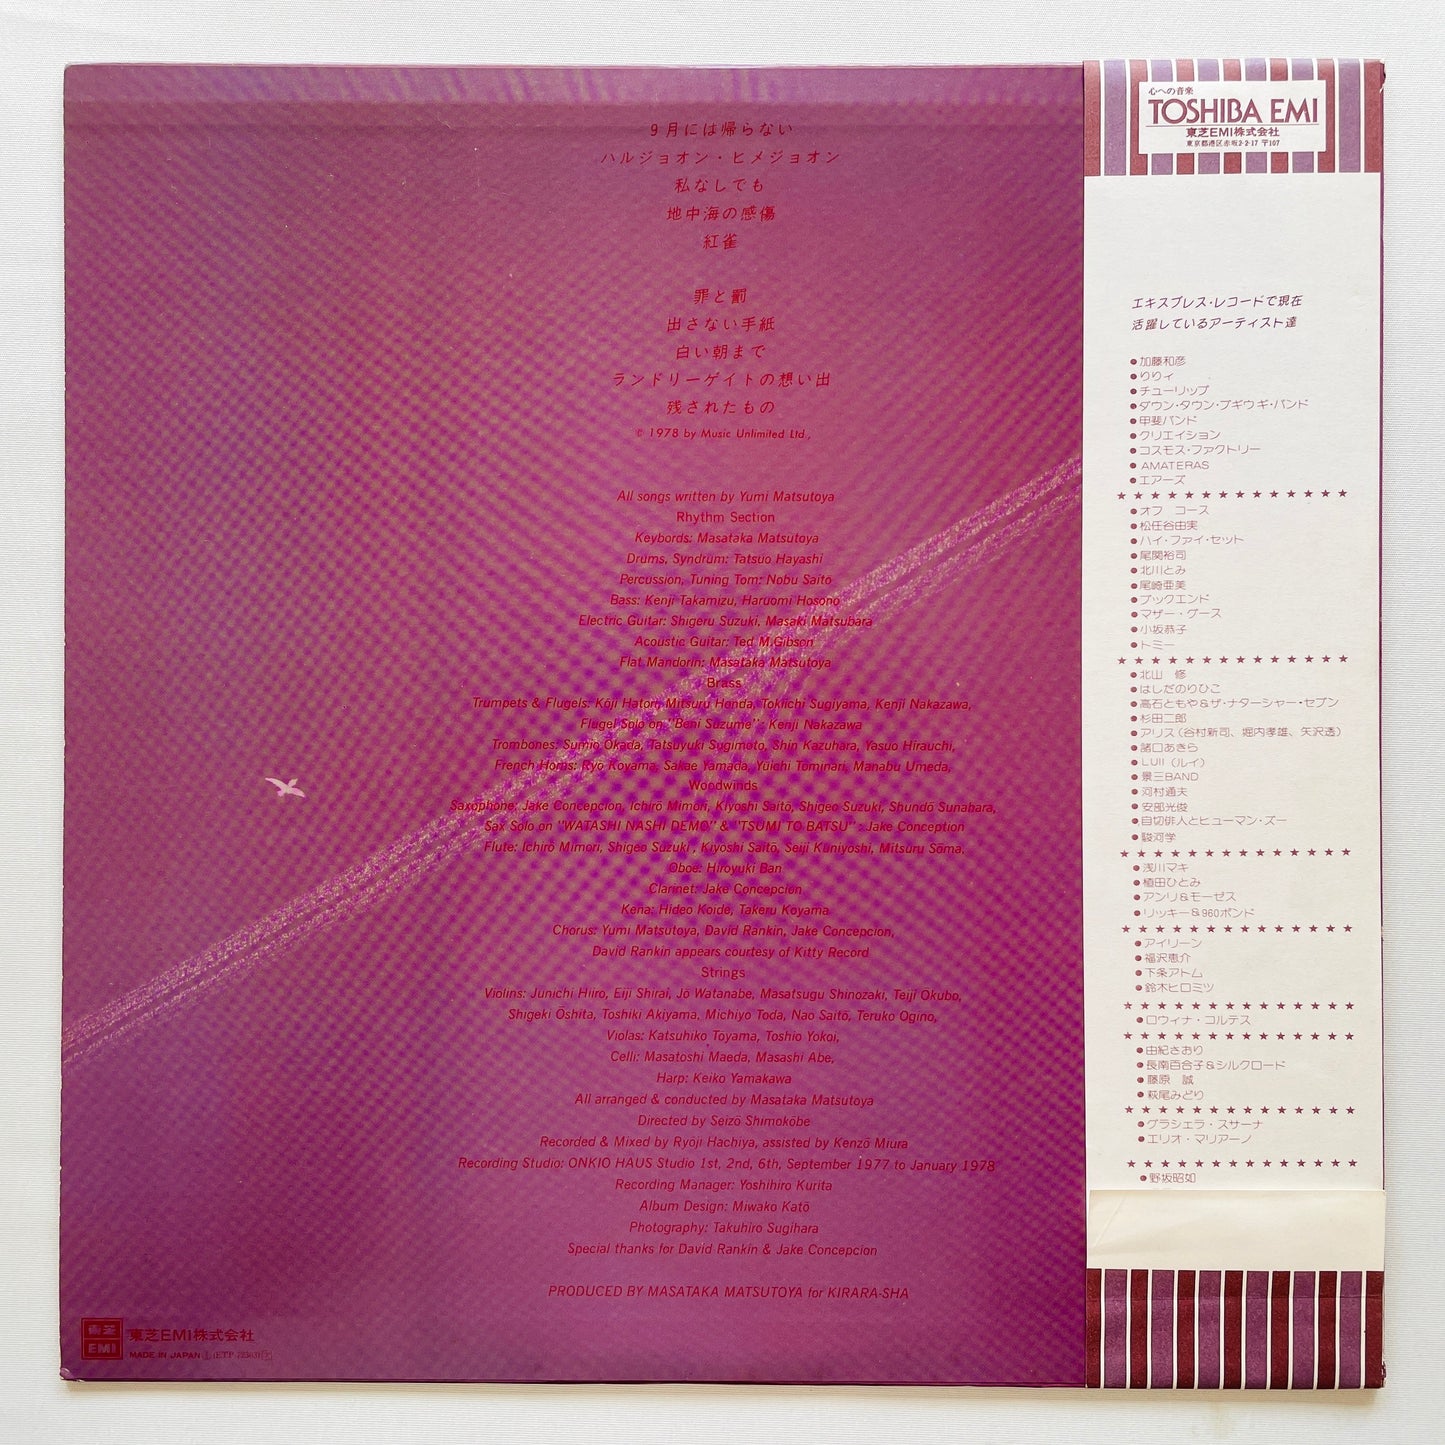 9月には帰らない
ハルジョオン・ヒメジョオン
私なしでも
地中海の感傷
紅雀
罪と罰
出さない手紙
白い朝まで
ランドリーゲイトの想い出
残されたもの
© 1978 by Music Unlimited Ltd.,
All songs written by Yumi Matsutoya
Rhythm Section
Keybords: Masataka Matsutoya
Drums, Syndrum: Tatsuo Hayashi
Percussion, Tuning Tom: Nobu Saitō
Bass: Kenji Takamizu, Haruomi Hosono
Electric Guitar: Shigeru Suzuki, Masaki Matsubara
Acoustic Guitar: Ted M.Gibson
Flat Mandorin: Masataka Matsutoya
Brass
Trumpets & Flugels: Kōji Hatori, Mitsuru Honda, Tokiichi Sugiyama, Kenji Nakazawa,
Flugel Solo on "Beni Suzume": Kenji Nakazawa
Trombones: Sumio Okada, Tatsuyuki Sugimoto, Shin Kazuhara, Yasuo Hirauchi,
French Horns: Ryō Koyama, Sakae Yamada, Yūichi Tominari, Manabu Umeda,
Woodwinds
Saxophone: Jake Concepcion, Ichirō Mimori, Kiyoshi Saitō, Shigeo Suzuki, Shundō Sunahara,
Sax Solo on "WATASHI NASHI DEMO" & "TSUMI TO BATSU": Jake Conception
Flute: Ichirō Mimori, Shigeo Suzuki, Kiyoshi Saitō, Seiji Kuniyoshi, Mitsuru Sōma,
Oboe: Hiroyuki Ban
Clarinet: Jake Concepcion
Kena: Hideo Koide, Takeru Koyama
Chorus: Yumi Matsutoya, David Rankin, Jake Concepcion,
David Rankin appears courtesy of Kitty Record
Strings
Violins: Junichi Hiiro, Eiji Shirai, Jō Watanabe, Masatsugu Shinozaki, Teiji Okubo,
Shigeki Ōshita, Toshiki Akiyama, Michiyo Toda, Nao Saitō, Teruko Ogino,
Violas: Katsuhiko Toyama, Toshio Yokoi,
Celli: Masatoshi Maeda, Masashi Abe,
Harp: Keiko Yamakawa
All arranged & conducted by Masataka Matsutoya
Directed by Seizō Shimokōbe
Recorded & Mixed by Ryōji Hachiya, assisted by Kenzō Miura
Recording Studio: ONKIO HAUS Studio 1st, 2nd, 6th, September 1977 to January 1978
Recording Manager: Yoshihiro Kurita
Album Design: Miwako Katō
Photography: Takuhiro Sugihara
Special thanks for David Rankin & Jake Concepcion
PRODUCED BY MASATAKA MATSUTOYA for KIRARA-SHA
東芝
EMI
東芝EMI株式会社
MADE IN JAPAN
心への音楽
TOSHIBA EMI
東芝EMI株式会社
東京都港区赤坂2-2-17 〒107
エキスプレス・レコードで現在
活躍しているアーティスト達
●加藤和彦
●りりィ
●チューリップ
●ダウン・タウン・ブギウギ・バンド
●甲斐バンド
●クリエイション
●コスモス・ファクトリー
●AMATERAS
●エアーズ
●オフ コース
●松任谷由実
●ハイ・ファイ・セット
●尾関裕司
●北川とみ
●尾崎亜美
●ブックエンド
●マザー・グース
●小坂恭子
●トミー
●北山 修
●はしだのりひこ
●高石ともや&ザ・ナターシャー・セブン
●杉田二郎
●アリス(谷村新司、堀内孝雄、矢沢透)
●諸口あきら
●LUII(ルイ)
●景三BAND
●河村通夫
●安部光俊
●自切俳人とヒューマン・ズー
●駿河学
●浅川マキ
●植田ひとみ
●アンリ&モーゼス
●リッキー&960ポンド
●アイリーン
●福沢恵介
●下条アトム
●鈴木ヒロミツ
●ロウィナ・コルテス
●由紀さおり
●長南百合子&シルクロード
●藤原 誠
●萩尾みどり
●グラシェラ・スサーナ
●エリオ・マリアーノ
●野坂昭如